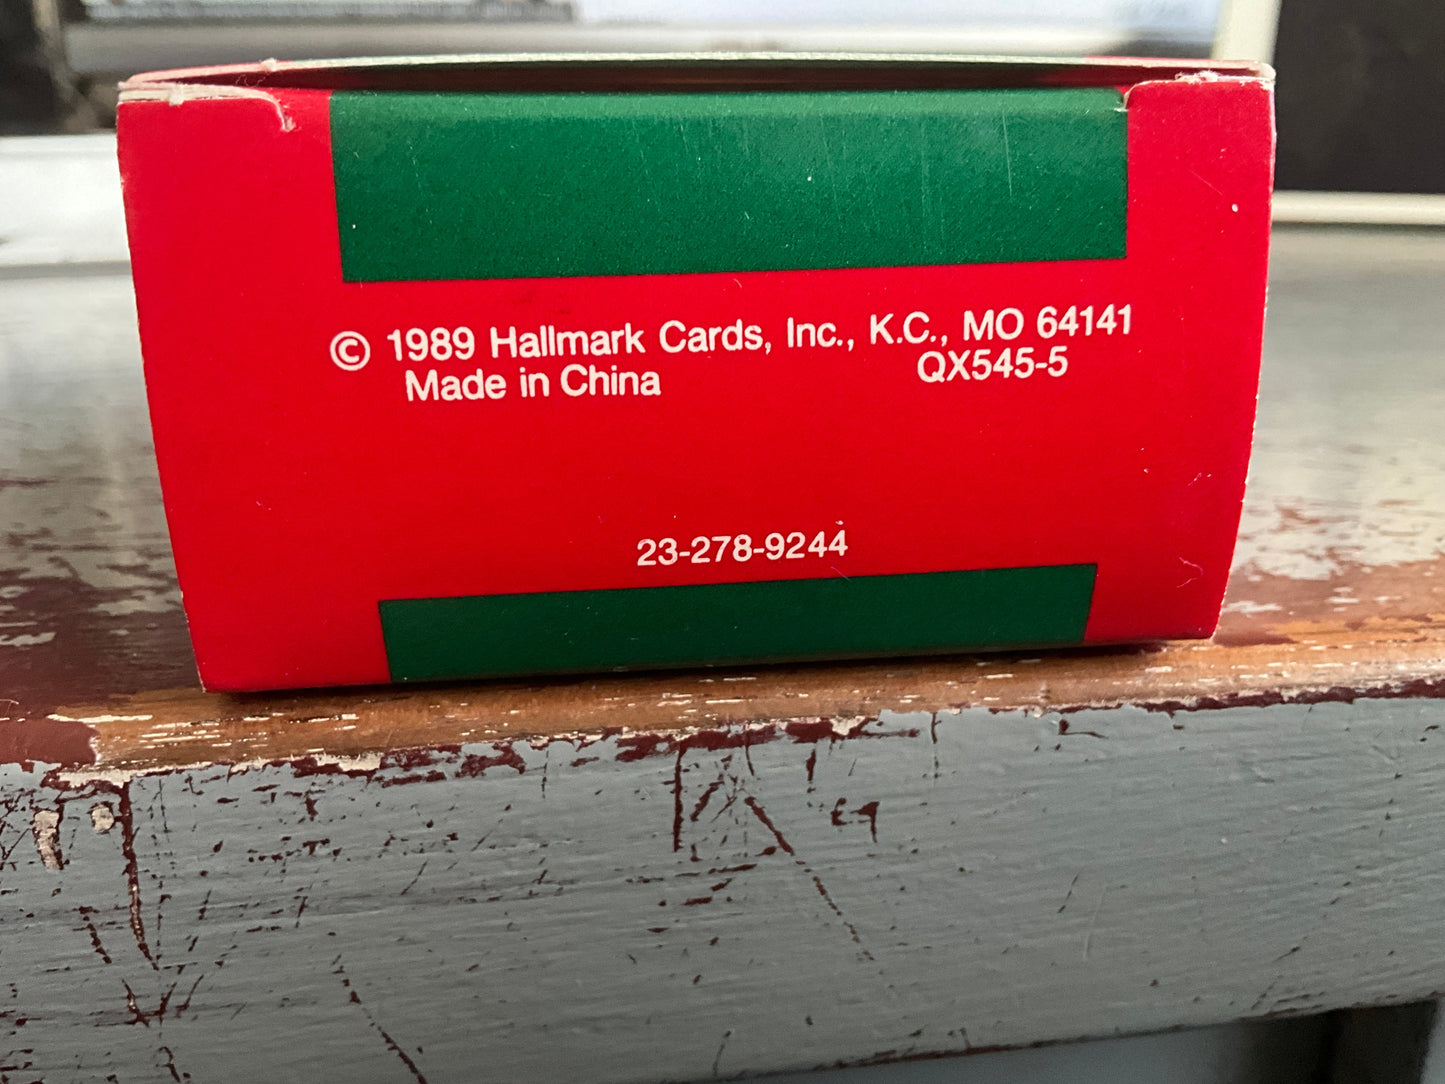 © 1989 Hallmark Cards, Inc., K.C., MO 64141
Made in China QX545-5
23-278-9244